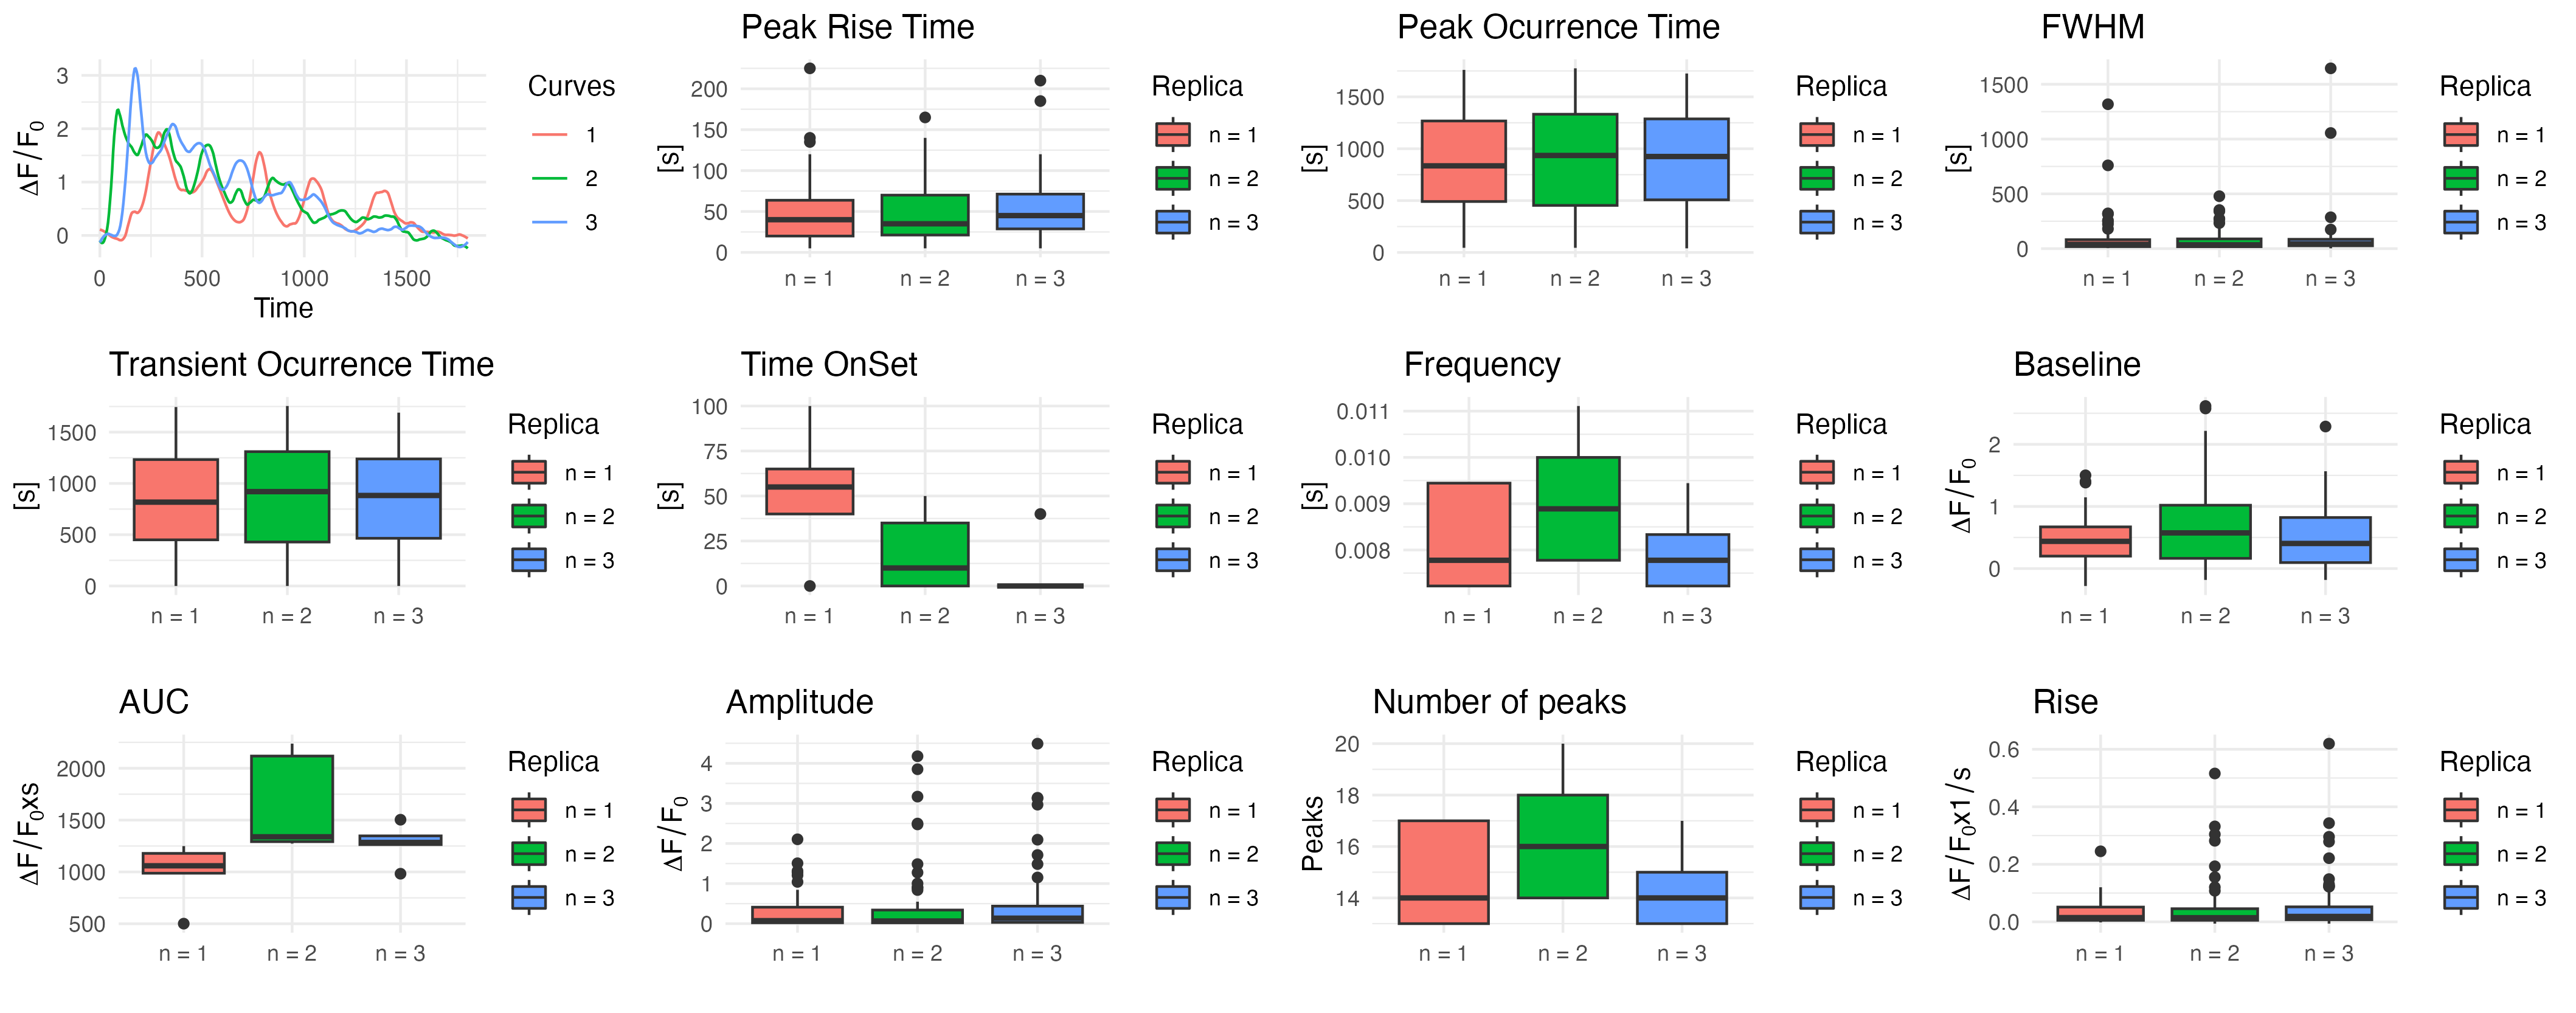 ΔF/F0
3
2
1
0
0 500 1000 1500
Time
Curves
1
2
3
Peak Rise Time
[s]
200
150
100
50
0
n = 1 n = 2 n = 3
Replica
n = 1
n = 2
n = 3
Peak Ocurrence Time
[s]
1500
1000
500
0
n = 1 n = 2 n = 3
Replica
n = 1
n = 2
n = 3
FWHM
[s]
1500
1000
500
0
n = 1 n = 2 n = 3
Replica
n = 1
n = 2
n = 3
Transient Ocurrence Time
[s]
1500
1000
500
0
n = 1 n = 2 n = 3
Replica
n = 1
n = 2
n = 3
Time OnSet
[s]
100
75
50
25
0
n = 1 n = 2 n = 3
Replica
n = 1
n = 2
n = 3
Frequency
[s]
0.011
0.010
0.009
0.008
n = 1 n = 2 n = 3
Replica
n = 1
n = 2
n = 3
Baseline
ΔF/F0
2
1
0
n = 1 n = 2 n = 3
Replica
n = 1
n = 2
n = 3
AUC
ΔF/F0xs
2000
1500
1000
500
n = 1 n = 2 n = 3
Replica
n = 1
n = 2
n = 3
Amplitude
ΔF/F0
4
3
2
1
0
n = 1 n = 2 n = 3
Replica
n = 1
n = 2
n = 3
Number of peaks
Peaks
20
18
16
14
n = 1 n = 2 n = 3
Replica
n = 1
n = 2
n = 3
Rise
ΔF/F0x1/s
0.6
0.4
0.2
0.0
n = 1 n = 2 n = 3
Replica
n = 1
n = 2
n = 3